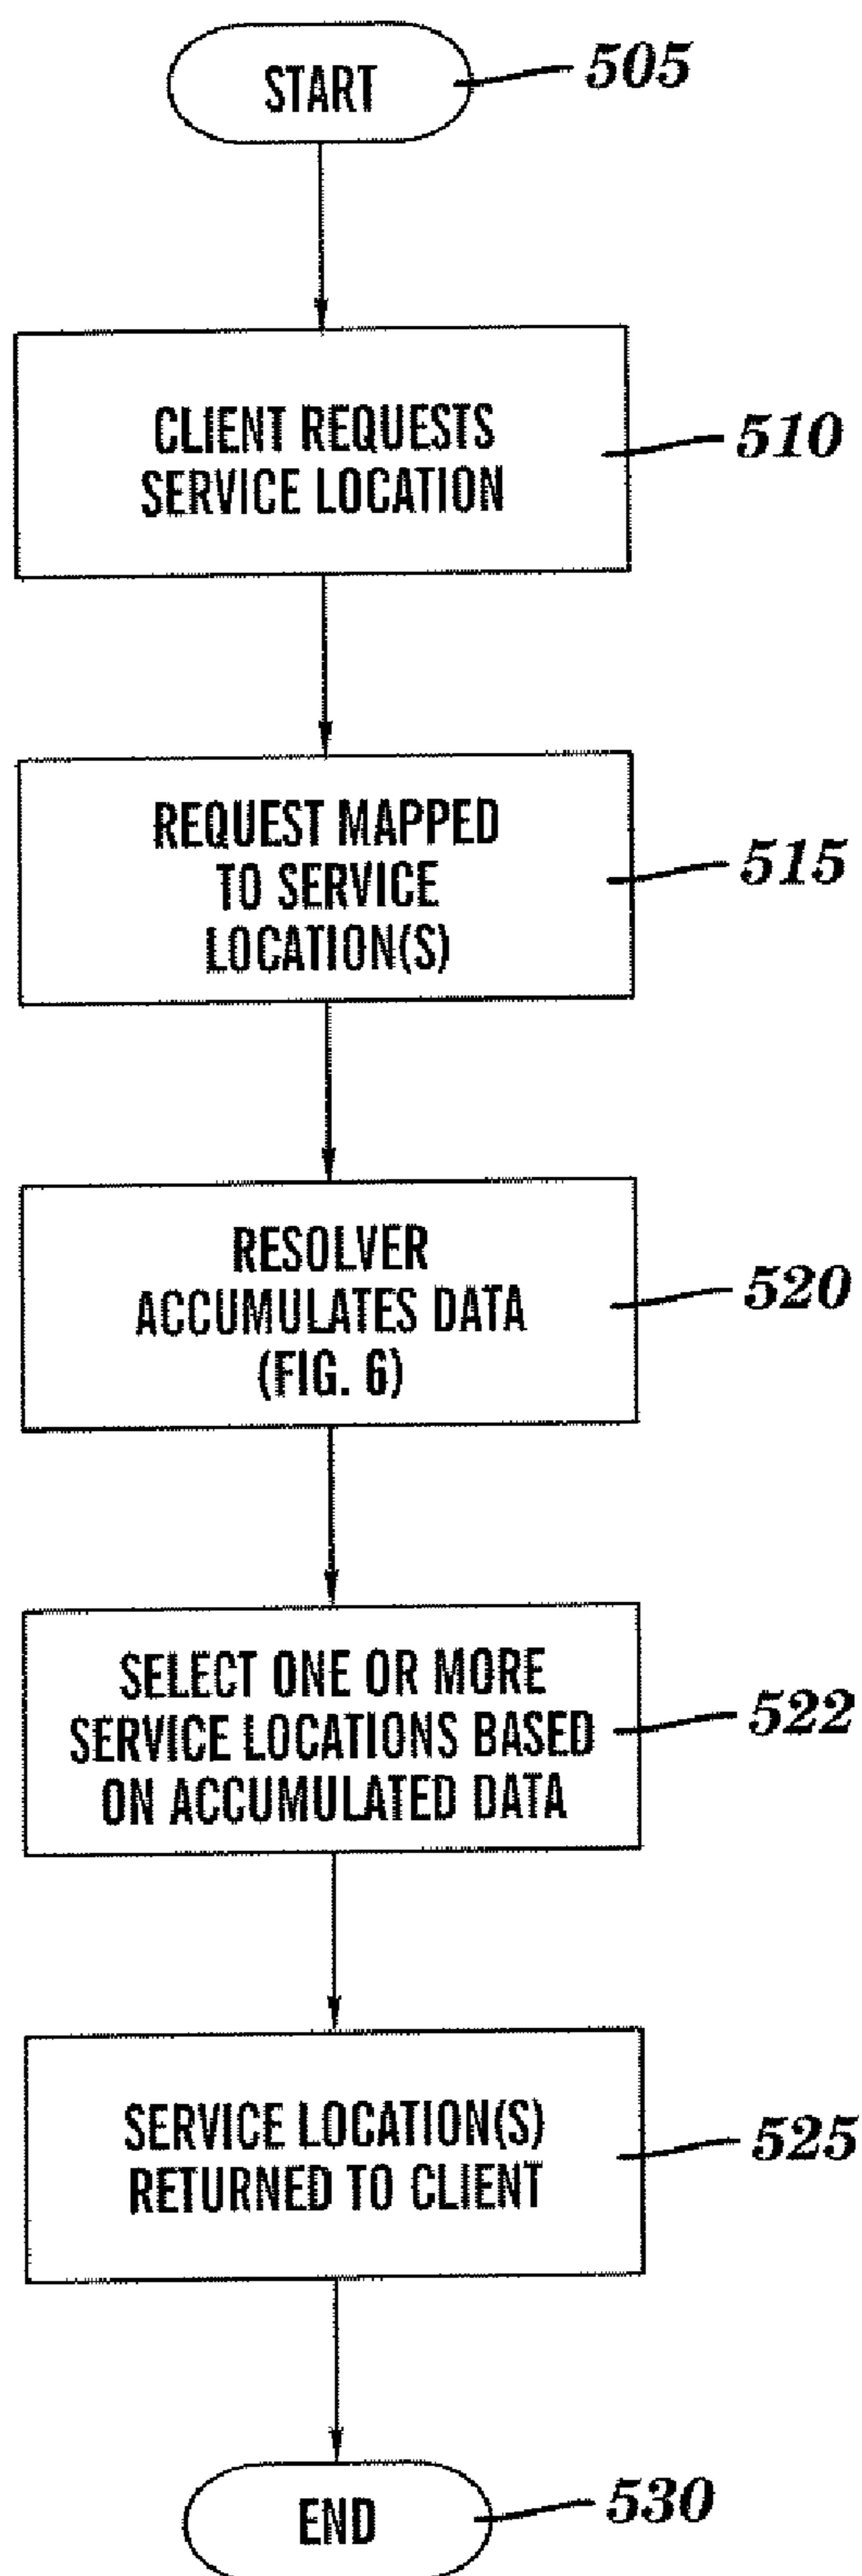 START
505
CLIENT REQUESTS
SERVICE LOCATION
510
REQUEST MAPPED
TO SERVICE
LOCATION(S)
515
RESOLVER
ACCUMULATES DATA
(FIG. 6)
520
SELECT ONE OR MORE
SERVICE LOCATIONS BASED
ON ACCUMULATED DATA
522
SERVICE LOCATION(S)
RETURNED TO CLIENT
525
END
530